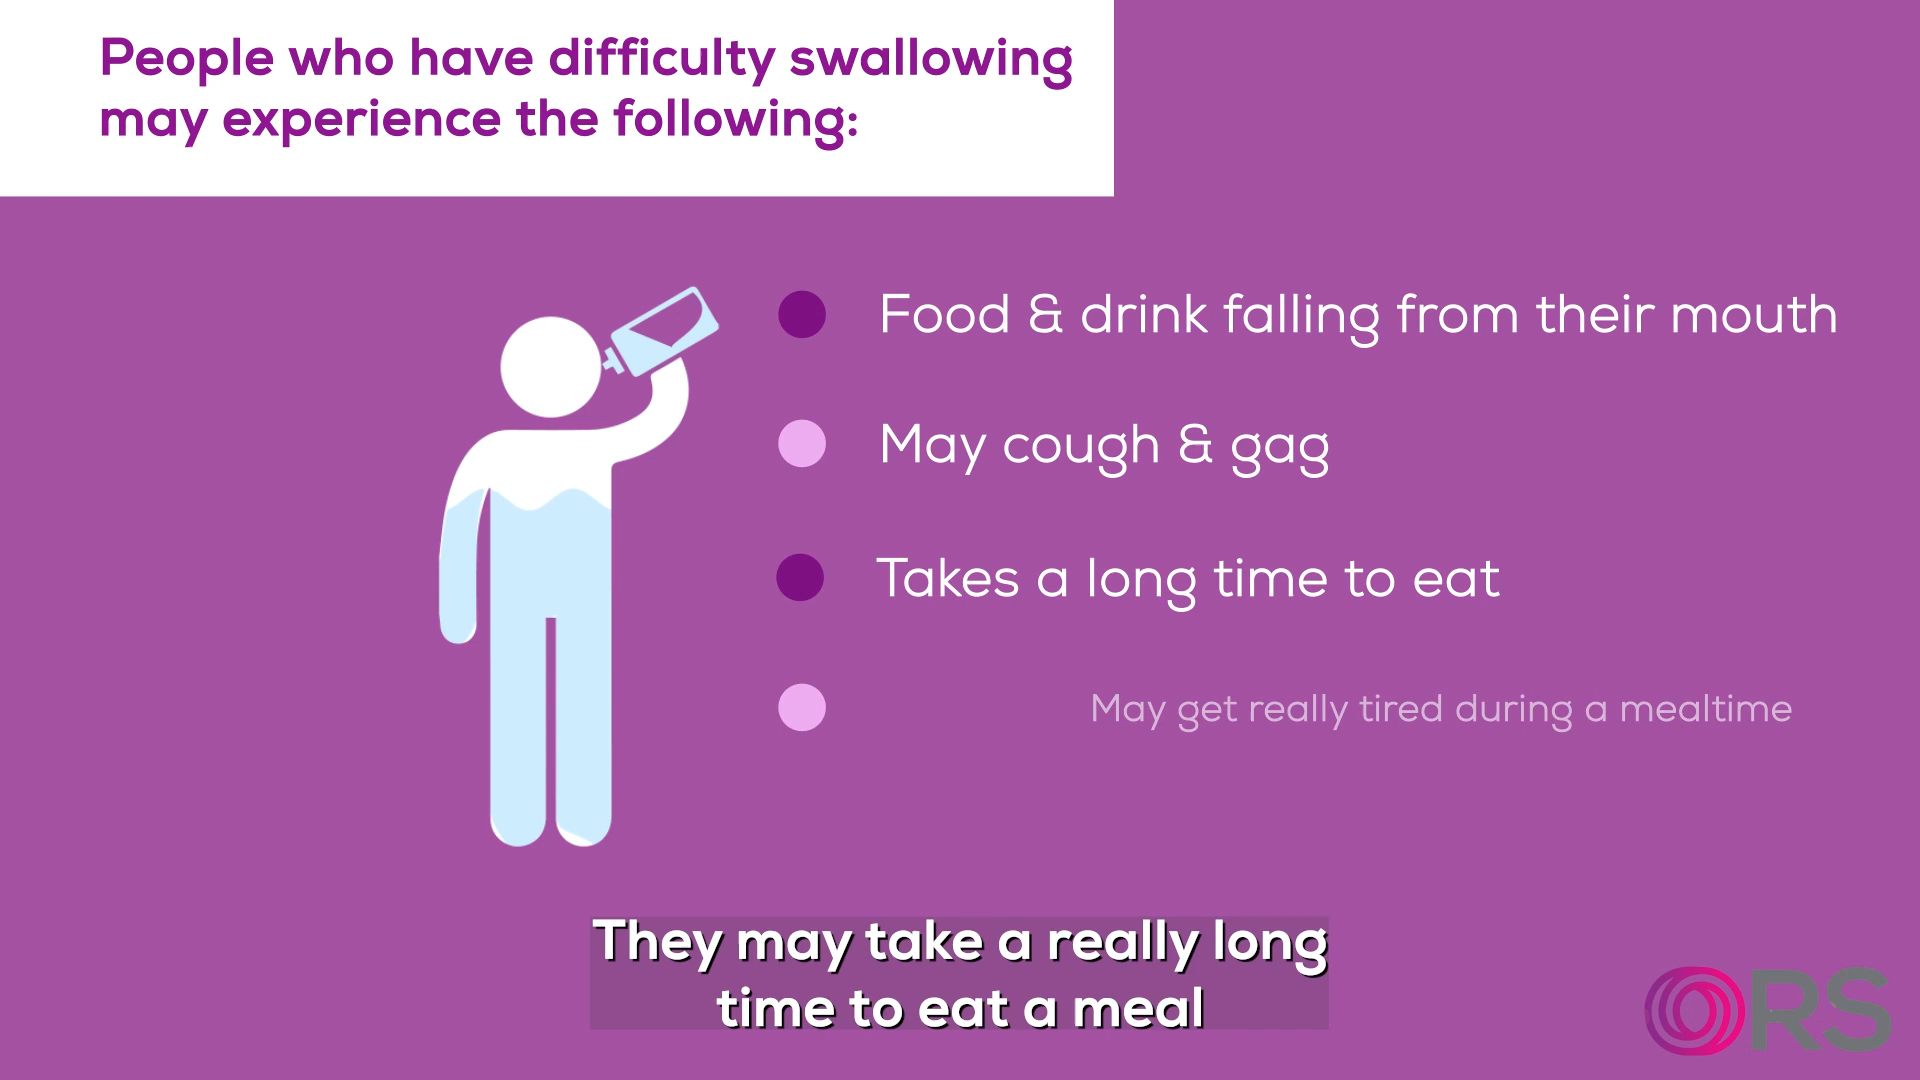 People who have difficulty swallowing
may experience the following:
Food & drink falling from their mouth
May cough & gag
Takes a long time to eat
May get really tired during a mealtime
They may take a really long
time to eat a meal
ORS